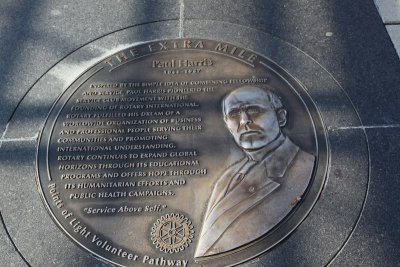 The Extra Mile
Paul Harris
1868-1947
Inspired by the simple idea of combining fellowship
and service, Paul Harris pioneered the
service club movement with the
founding of Rotary International.
Rotary fulfilled his dream of a
worldwide organization of business
and professional people serving their
communities and promoting
international understanding.
Rotary continues to expand global
horizons through its educational
programs and offers hope through
its humanitarian efforts and
public health campaigns.
"Service Above Self."
Points of Light Volunteer Pathway